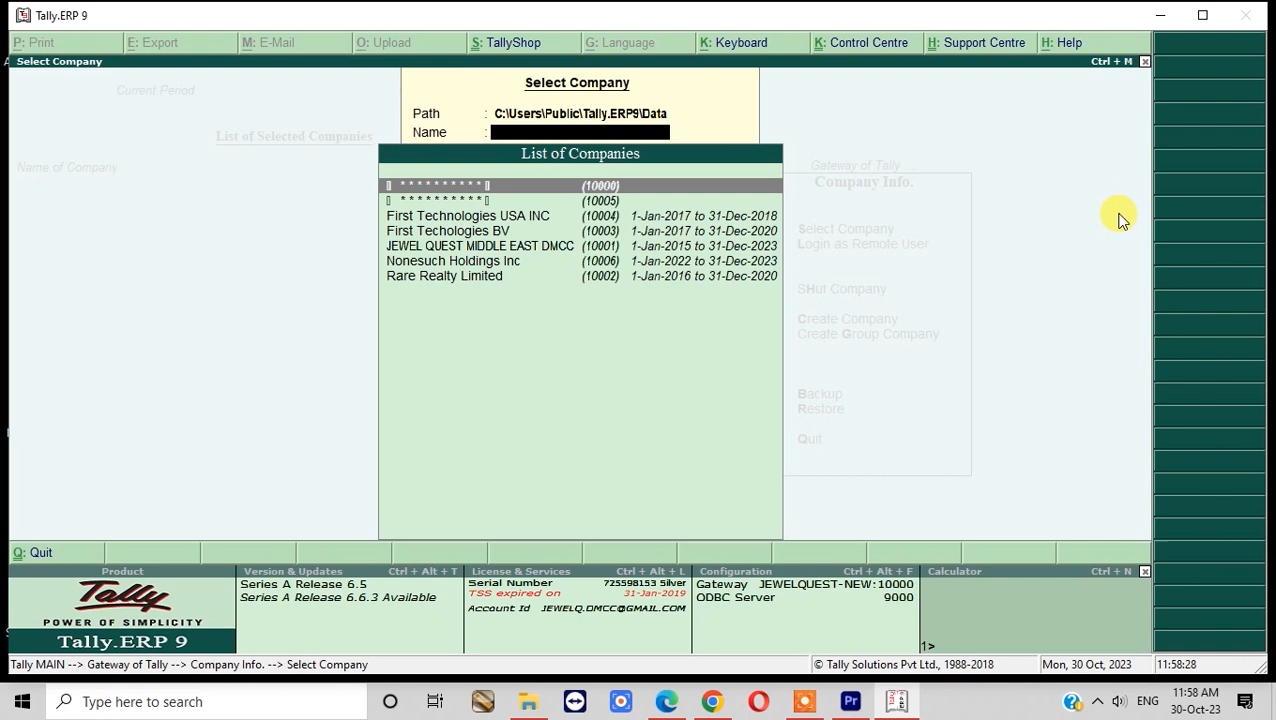 Tally.ERP 9
P: Print E: Export M: E-Mail O: Upload S: TallyShop G: Language K: Keyboard K: Control Centre H: Support Centre H: Help
Select Company Ctrl + M
Current Period
Select Company
Path : C:\Users\Public\Tally.ERP9\Data
Name :
List of Selected Companies
Name of Company
List of Companies
* * * * * * * * * * (10000)
* * * * * * * * * * (10005)
First Technologies USA INC (10004) 1-Jan-2017 to 31-Dec-2018
First Techologies BV (10003) 1-Jan-2017 to 31-Dec-2020
JEWEL QUEST MIDDLE EAST DMCC (10001) 1-Jan-2015 to 31-Dec-2023
Nonesuch Holdings Inc (10006) 1-Jan-2022 to 31-Dec-2023
Rare Realty Limited (10002) 1-Jan-2016 to 31-Dec-2020
Gateway of Tally ...
Company Info.
Select Company
Login as Remote User
SHut Company
Create Company
Create Group Company
Backup
Restore
Quit
Q: Quit
Product
Tally
POWER OF SIMPLICITY
Tally.ERP 9
Version & Updates Ctrl + Alt + T
Series A Release 6.5
Series A Release 6.6.3 Available
License & Services Ctrl + Alt + L
Serial Number 725598153 Silver
TSS expired on 31-Jan-2019
Account Id JEWELQ.DMCC@GMAIL.COM
Configuration Ctrl + Alt + F
Gateway JEWELQUEST-NEW:10000
ODBC Server 9000
Calculator Ctrl + N
1>
Tally MAIN --> Gateway of Tally --> Company Info. --> Select Company © Tally Solutions Pvt Ltd., 1988-2018 Mon, 30 Oct, 2023 11:58:28
Type here to search Pr ENG 11:58 AM
30-Oct-23